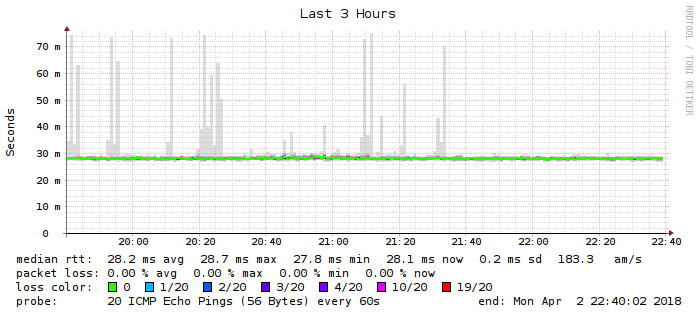 Last 3 Hours
RRDTOOL / TOBI OETIKER
Seconds
70 m
60 m
50 m
40 m
30 m
20 m
10 m
0
20:00 20:20 20:40 21:00 21:20 21:40 22:00 22:20 22:40
median rtt: 28.2 ms avg 28.7 ms max 27.8 ms min 28.1 ms now 0.2 ms sd 183.3 am/s
packet loss: 0.00 % avg 0.00 % max 0.00 % min 0.00 % now
loss color: 0 1/20 2/20 3/20 4/20 10/20 19/20
probe: 20 ICMP Echo Pings (56 Bytes) every 60s end: Mon Apr 2 22:40:02 2018